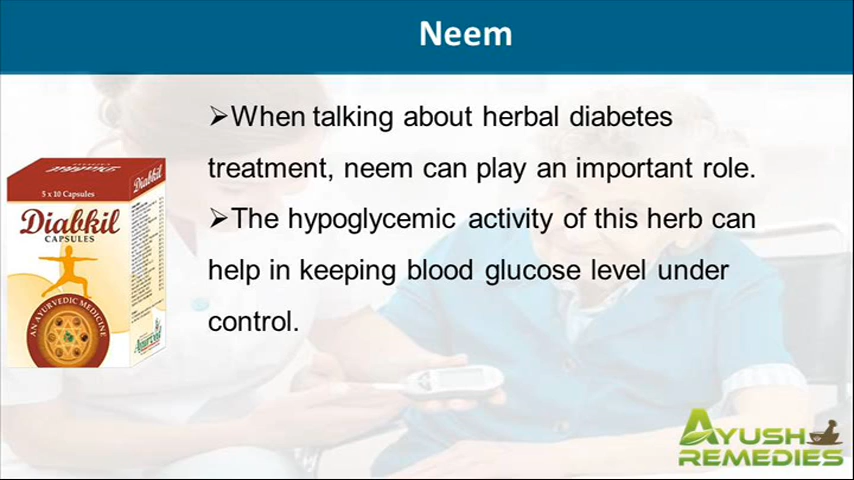 Neem
➢When talking about herbal diabetes
treatment, neem can play an important role.
➢The hypoglycemic activity of this herb can
help in keeping blood glucose level under
control.
5 x 10 Capsules
Diabkil
CAPSULES
AN AYURVEDIC MEDICINE
Diabkil
AYUSH
REMEDIES